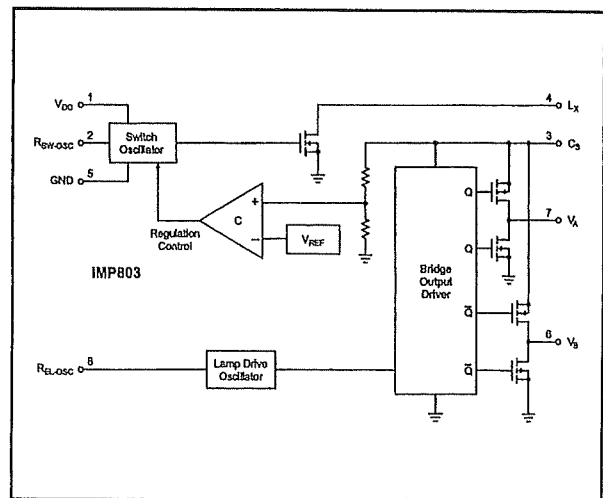 1
V_DD
2
R_SW-OSC
5
GND
Switch
Oscillator
4
L_X
3
C_S
C
+
−
Regulation
Control
V_REF
IMP803
Bridge
Output
Driver
Q
Q
Q̅
Q̅
7
V_A
6
V_B
8
R_EL-OSC
Lamp Drive
Oscillator